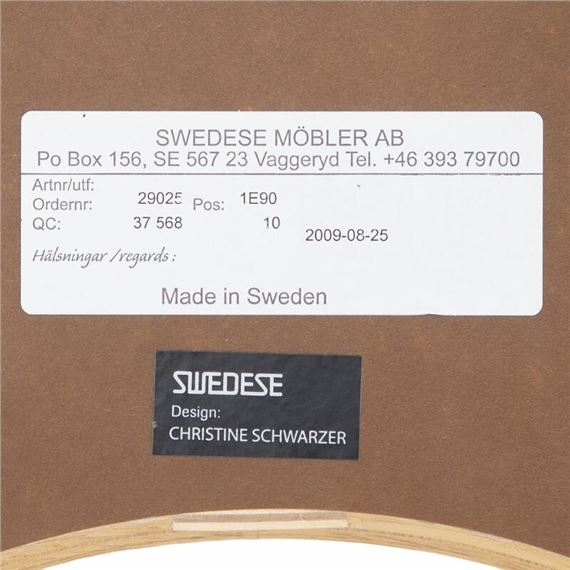 SWEDESE MÖBLER AB
Po Box 156, SE 567 23 Vaggeryd Tel. +46 393 79700
Artnr/utf: 29025 1E90
Ordernr: Pos:
QC: 37 568 10
2009-08-25
Hälsningar /regards :
Made in Sweden
SWEDESE
Design:
CHRISTINE SCHWARZER